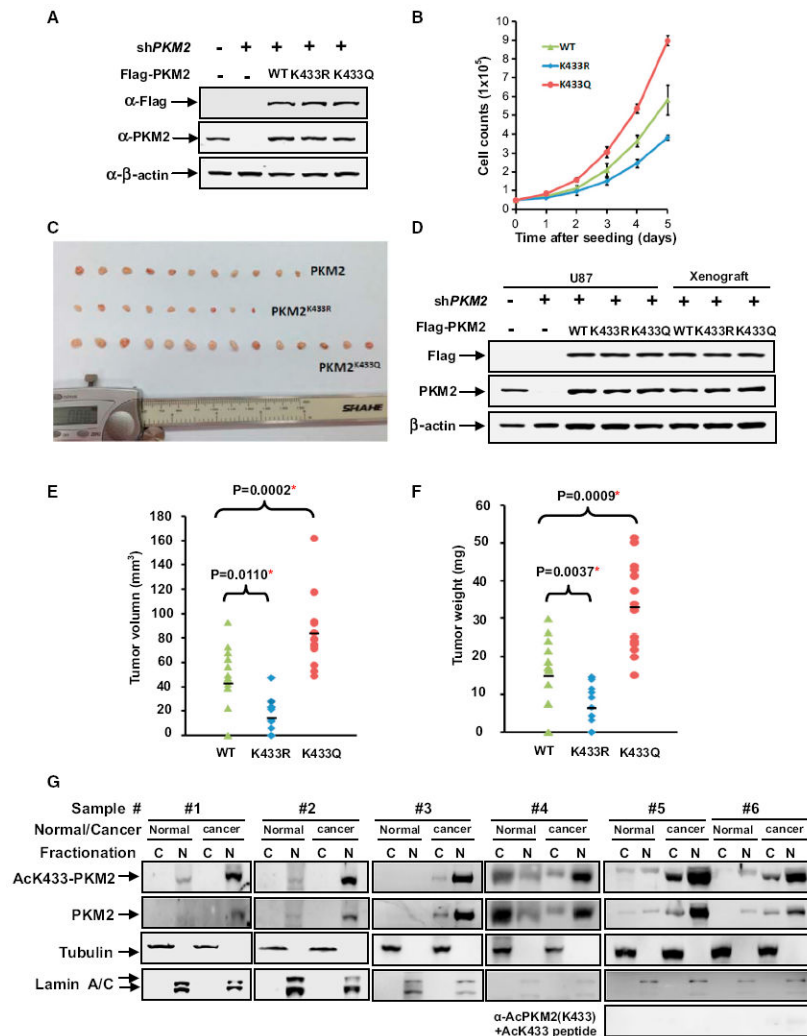 A
shPKM2 - + + + +
Flag-PKM2 - - WT K433R K433Q
α-Flag
α-PKM2
α-β-actin
B
Cell counts (1x10⁵)
10
9
8
7
6
5
4
3
2
1
0
WT
K433R
K433Q
0 1 2 3 4 5
Time after seeding (days)
C
PKM2
PKM2K433R
PKM2K433Q
SHAHE
D
U87 Xenograft
shPKM2 - + + + + + + +
Flag-PKM2 - - WT K433R K433Q WT K433R K433Q
Flag
PKM2
β-actin
E
P=0.0002*
P=0.0110*
Tumor volumn (mm³)
180
160
140
120
100
80
60
40
20
0
WT K433R K433Q
F
P=0.0009*
P=0.0037*
Tumor weight (mg)
60
50
40
30
20
10
0
WT K433R K433Q
G
Sample # #1 #2 #3 #4 #5 #6
Normal/Cancer Normal cancer Normal cancer Normal cancer Normal cancer Normal cancer Normal cancer
Fractionation C N C N C N C N C N C N C N C N C N C N C N C N
AcK433-PKM2
PKM2
Tubulin
Lamin A/C
α-AcPKM2(K433)
+AcK433 peptide